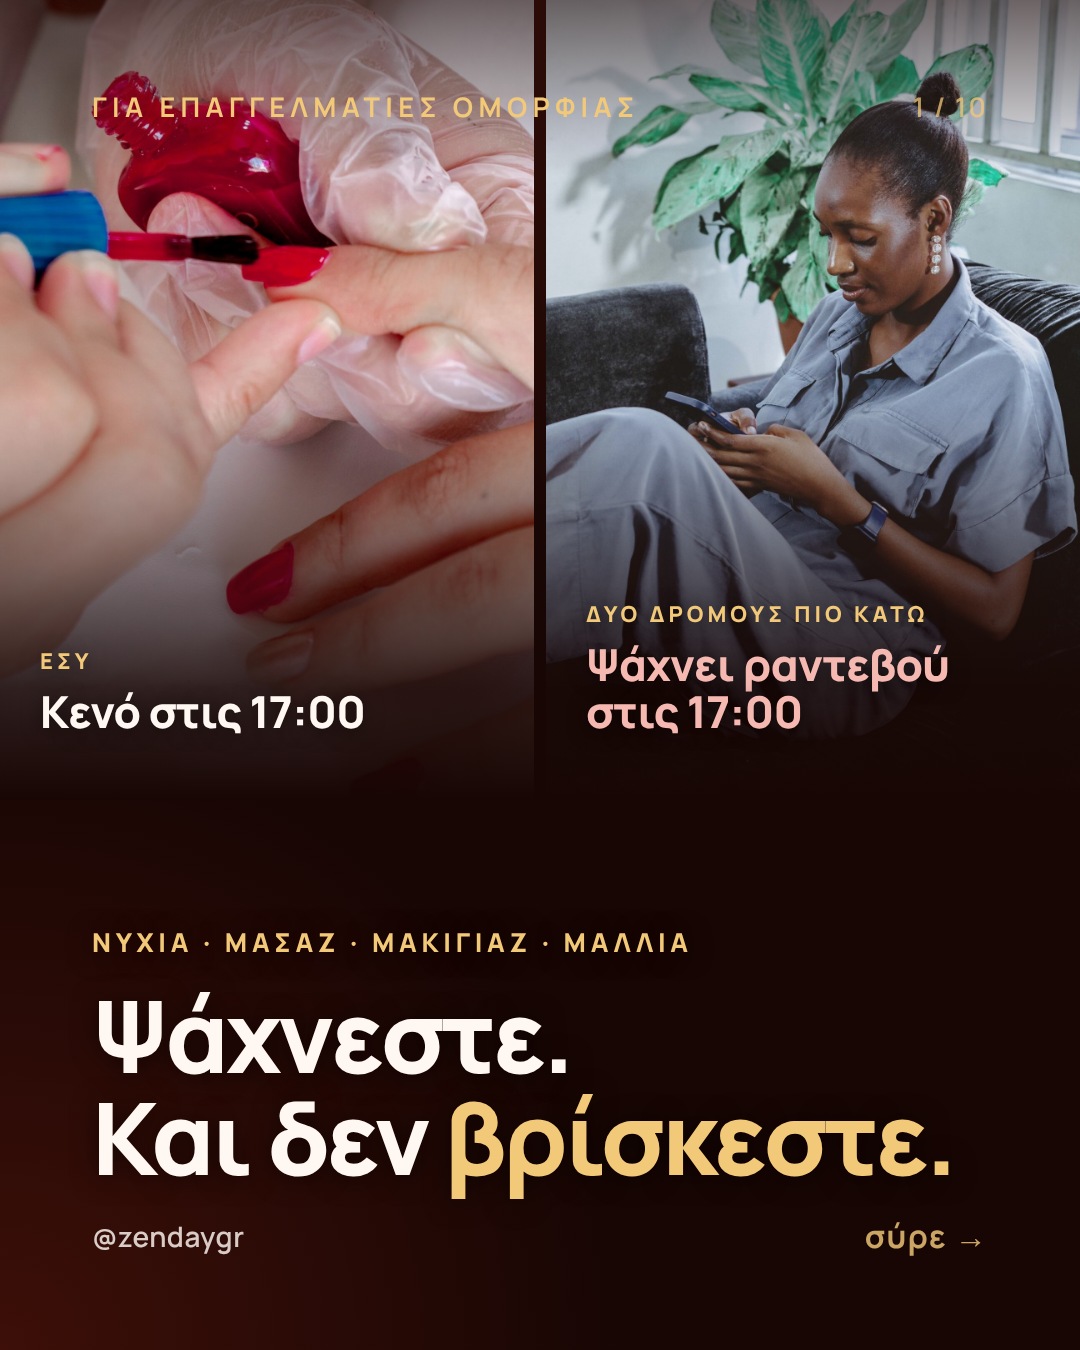 ΓΙΑ ΕΠΑΓΓΕΛΜΑΤΙΕΣ ΟΜΟΡΦΙΑΣ
1 / 10
ΕΣΥ
Κενό στις 17:00
ΔΥΟ ΔΡΟΜΟΥΣ ΠΙΟ ΚΑΤΩ
Ψάχνει ραντεβού
στις 17:00
ΝΥΧΙΑ · ΜΑΣΑΖ · ΜΑΚΙΓΙΑΖ · ΜΑΛΛΙΑ
Ψάχνεστε.
Και δεν βρίσκεστε.
@zendaygr
σύρε →